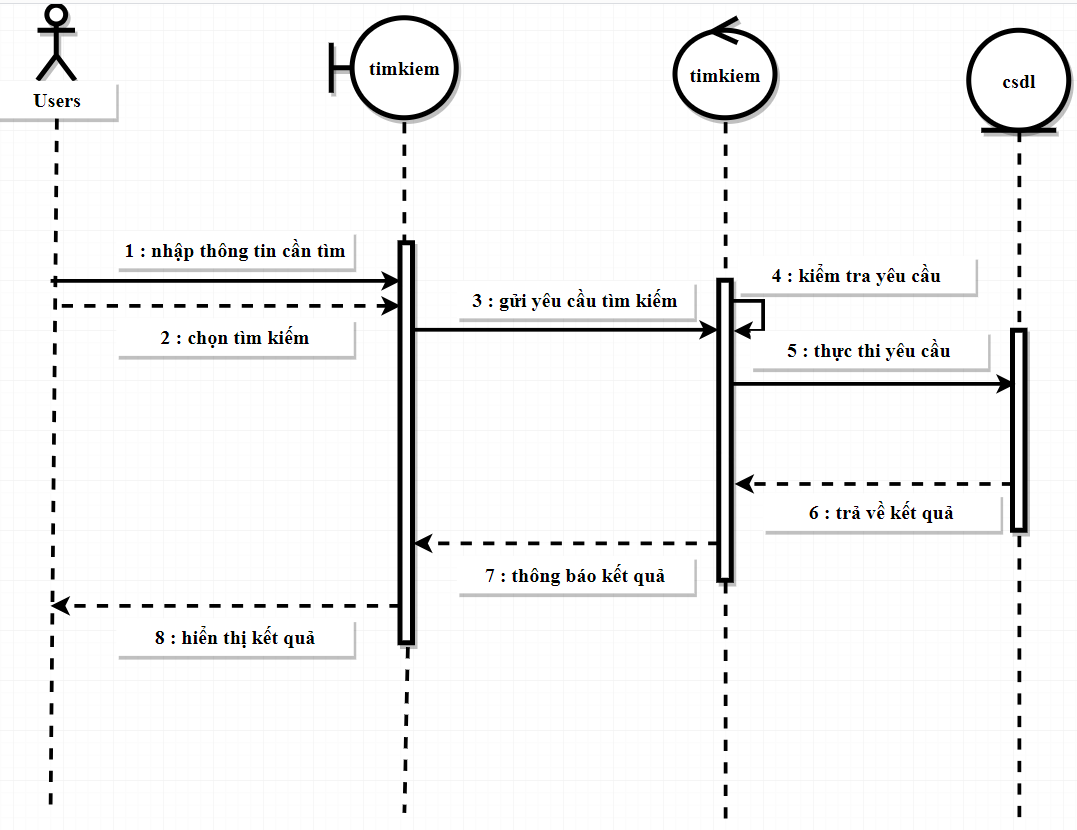 Users
timkiem
timkiem
csdl
1 : nhập thông tin cần tìm
2 : chọn tìm kiếm
3 : gửi yêu cầu tìm kiếm
4 : kiểm tra yêu cầu
5 : thực thi yêu cầu
6 : trả về kết quả
7 : thông báo kết quả
8 : hiển thị kết quả